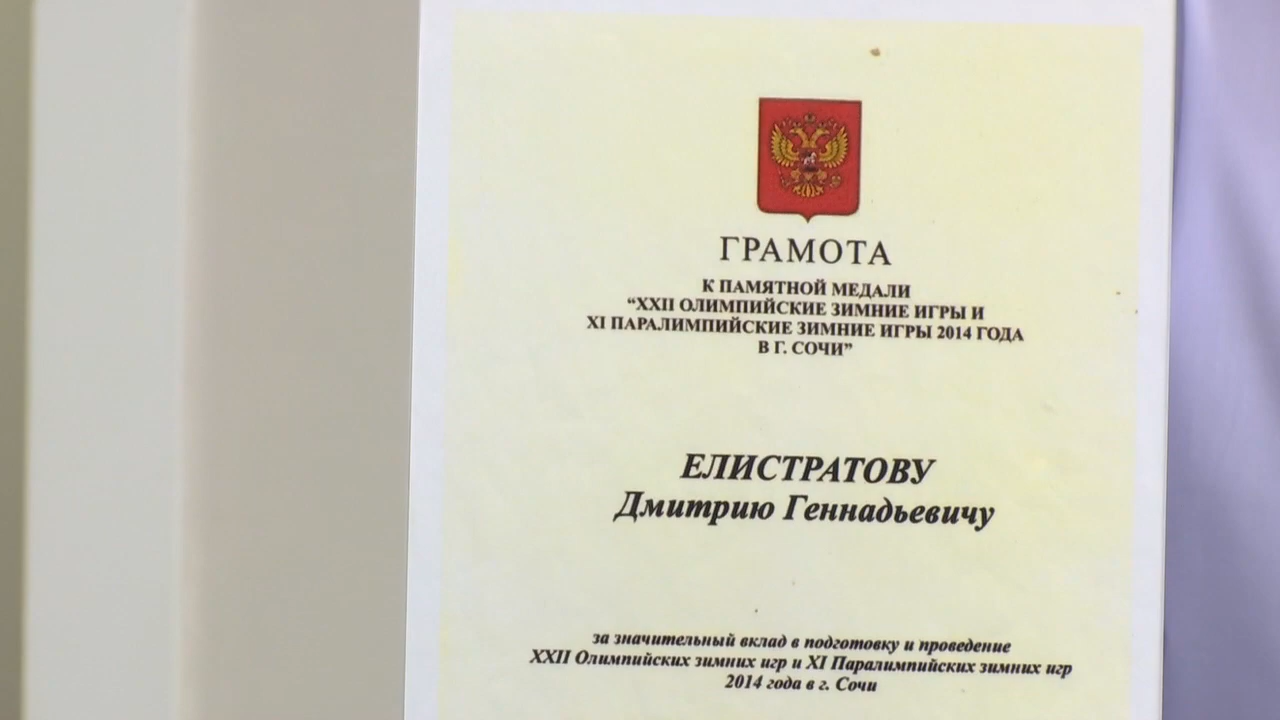 ГРАМОТА
К ПАМЯТНОЙ МЕДАЛИ
“XXII ОЛИМПИЙСКИЕ ЗИМНИЕ ИГРЫ И
XI ПАРАЛИМПИЙСКИЕ ЗИМНИЕ ИГРЫ 2014 ГОДА
В Г. СОЧИ”
ЕЛИСТРАТОВУ
Дмитрию Геннадьевичу
за значительный вклад в подготовку и проведение
XXII Олимпийских зимних игр и XI Паралимпийских зимних игр
2014 года в г. Сочи